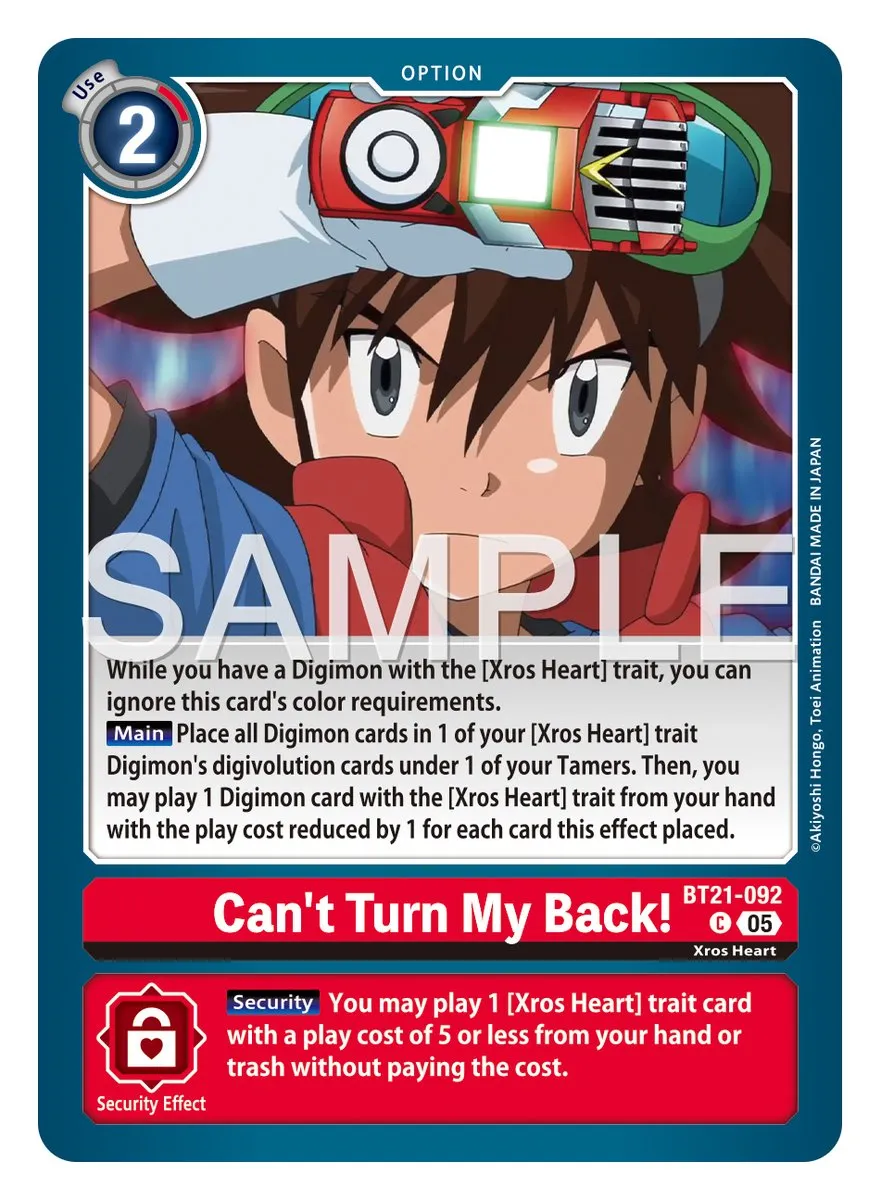 OPTION
Use
2
SAMPLE
While you have a Digimon with the [Xros Heart] trait, you can
ignore this card's color requirements.
Main Place all Digimon cards in 1 of your [Xros Heart] trait
Digimon's digivolution cards under 1 of your Tamers. Then, you
may play 1 Digimon card with the [Xros Heart] trait from your hand
with the play cost reduced by 1 for each card this effect placed.
©Akiyoshi Hongo, Toei Animation BANDAI MADE IN JAPAN
Can't Turn My Back!
BT21-092
C 05
Xros Heart
Security You may play 1 [Xros Heart] trait card
with a play cost of 5 or less from your hand or
trash without paying the cost.
Security Effect